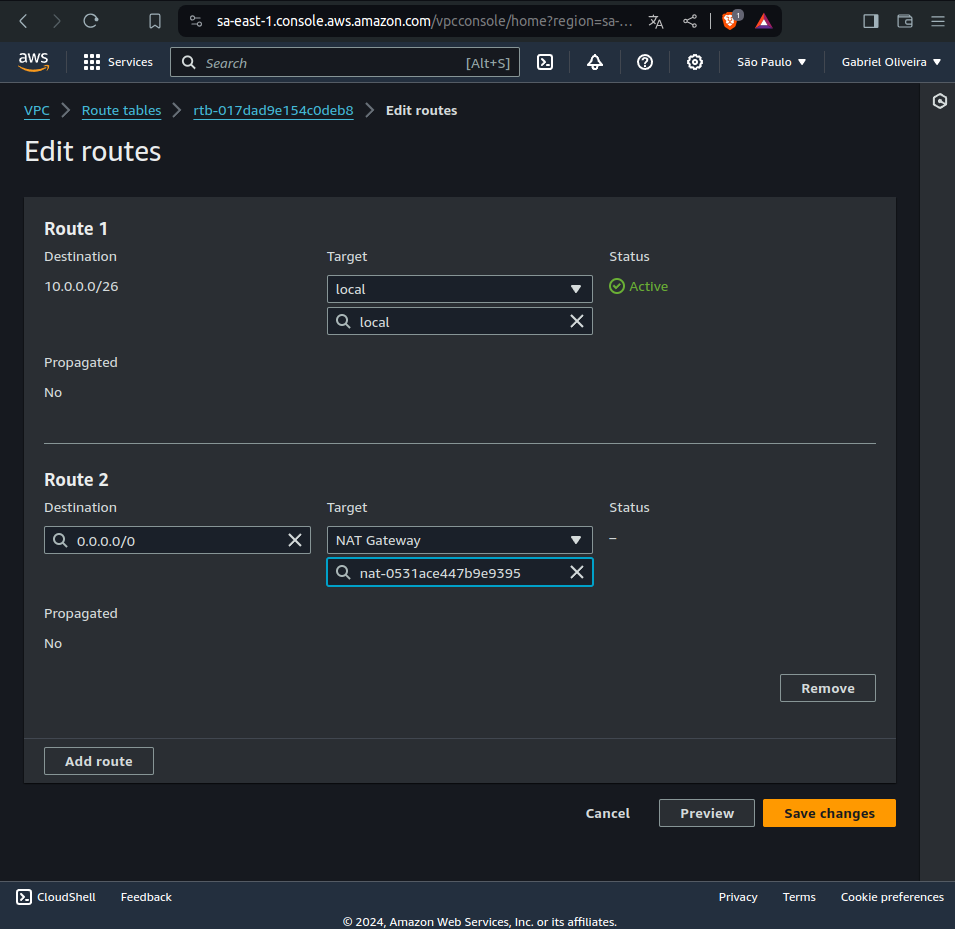 sa-east-1.console.aws.amazon.com/vpcconsole/home?region=sa-...
1
aws
Services
Search
[Alt+S]
São Paulo
Gabriel Oliveira
VPC
Route tables
rtb-017dad9e154c0deb8
Edit routes
Edit routes
Route 1
Destination
Target
Status
10.0.0.0/26
local
Active
local
Propagated
No
Route 2
Destination
Target
Status
0.0.0.0/0
NAT Gateway
–
nat-0531ace447b9e9395
Propagated
No
Remove
Add route
Cancel
Preview
Save changes
CloudShell
Feedback
Privacy
Terms
Cookie preferences
© 2024, Amazon Web Services, Inc. or its affiliates.